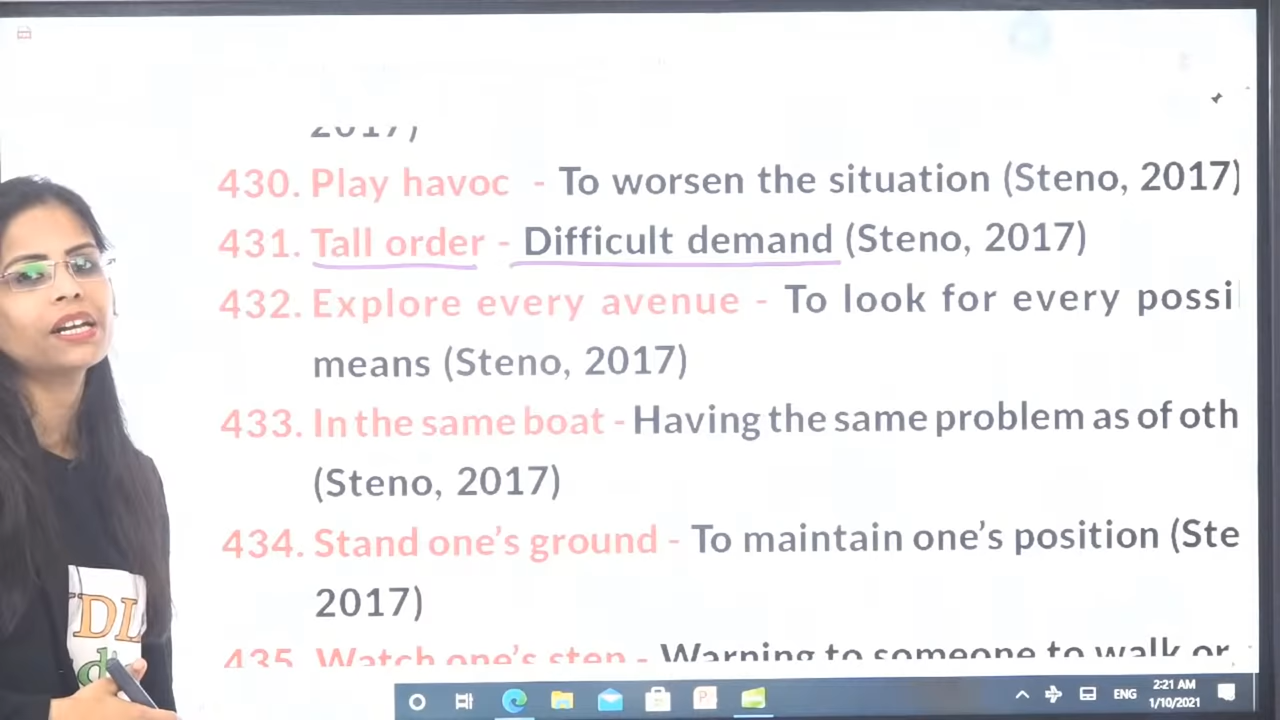 2017)
430. Play havoc - To worsen the situation (Steno, 2017)
431. Tall order - Difficult demand (Steno, 2017)
432. Explore every avenue - To look for every possi
means (Steno, 2017)
433. In the same boat - Having the same problem as of oth
(Steno, 2017)
434. Stand one's ground - To maintain one's position (Ste
2017)
435. Watch one's step - Warning to someone to walk or
DL
ENG
2:21 AM
1/10/2021